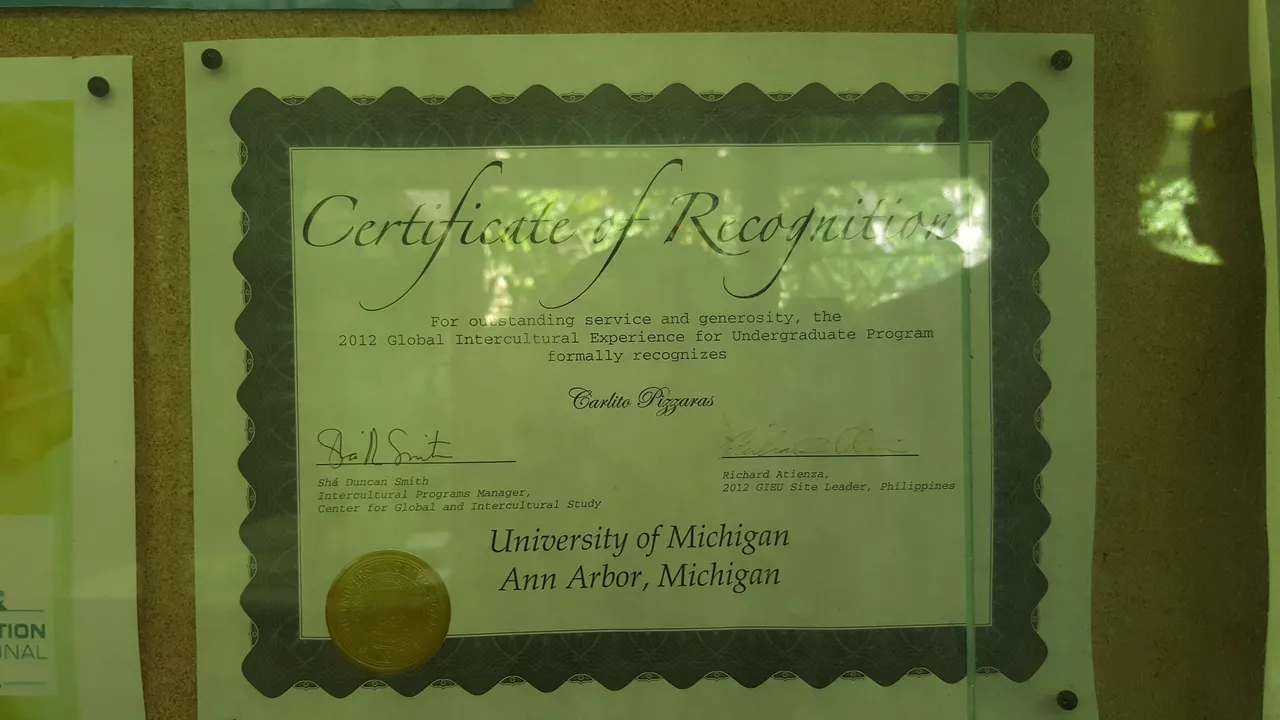 Certificate of Recognition
For outstanding service and generosity, the
2012 Global Intercultural Experience for Undergraduate Program
formally recognizes
Carlito Pizzaras
Shá Duncan Smith
Intercultural Programs Manager,
Center for Global and Intercultural Study
Richard Atienza,
2012 GIEU Site Leader, Philippines
University of Michigan
Ann Arbor, Michigan
TION
ONAL